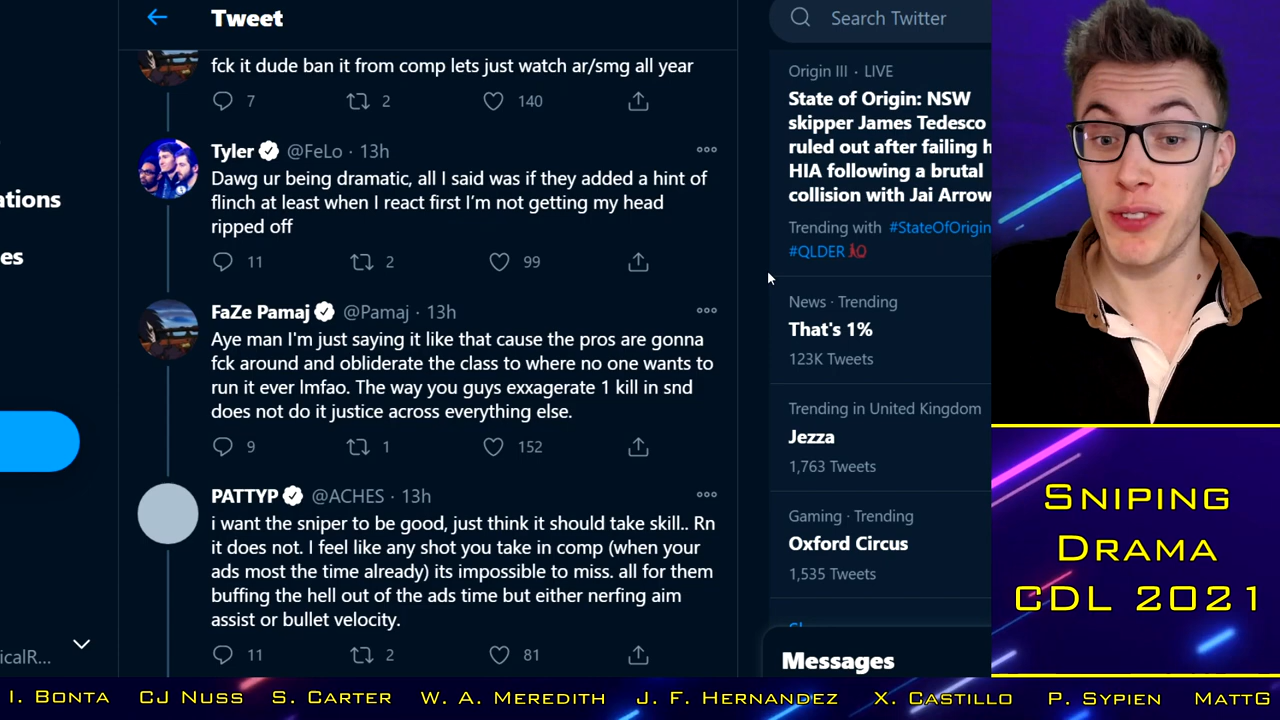 Tweet
fck it dude ban it from comp lets just watch ar/smg all year
7 2 140
Tyler @FeLo · 13h
Dawg ur being dramatic, all I said was if they added a hint of
flinch at least when I react first I'm not getting my head
ripped off
11 2 99
FaZe Pamaj @Pamaj · 13h
Aye man I'm just saying it like that cause the pros are gonna
fck around and obliderate the class to where no one wants to
run it ever lmfao. The way you guys exxagerate 1 kill in snd
does not do it justice across everything else.
9 1 152
PATTYP @ACHES · 13h
i want the sniper to be good, just think it should take skill.. Rn
it does not. I feel like any shot you take in comp (when your
ads most the time already) its impossible to miss. all for them
buffing the hell out of the ads time but either nerfing aim
assist or bullet velocity.
11 2 81
ations
es
icalR...
Search Twitter
Origin III · LIVE
State of Origin: NSW
skipper James Tedesco
ruled out after failing h
HIA following a brutal
collision with Jai Arrow
Trending with #StateOfOrigin
#QLDER
News · Trending
That's 1%
123K Tweets
Trending in United Kingdom
Jezza
1,763 Tweets
Gaming · Trending
Oxford Circus
1,535 Tweets
Messages
Sniping
Drama
CDL 2021
I. Bonta CJ Nuss S. Carter W. A. Meredith J. F. Hernandez X. Castillo P. Sypien MattG